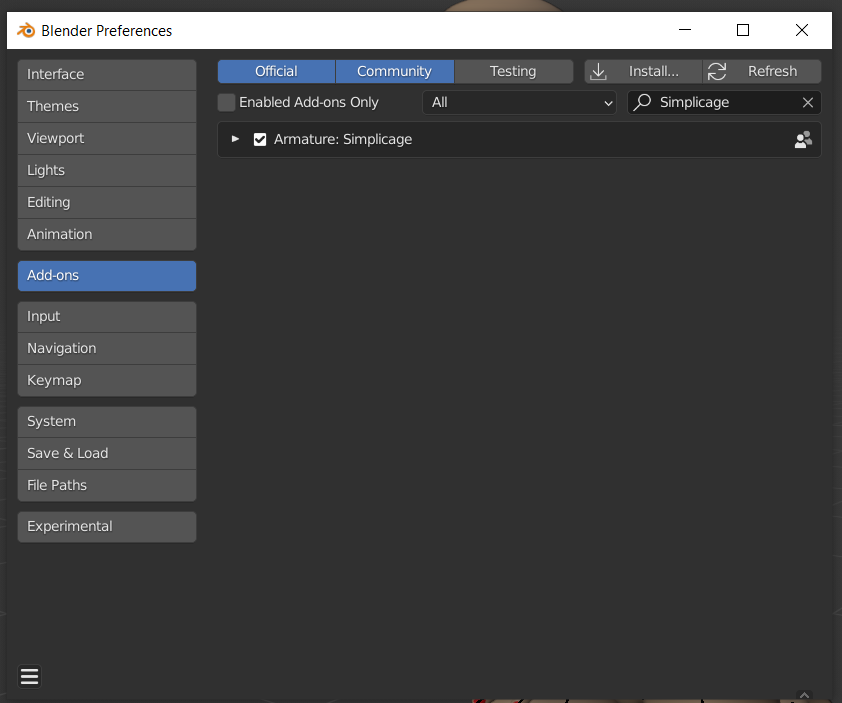 Blender Preferences
Interface
Themes
Viewport
Lights
Editing
Animation
Add-ons
Input
Navigation
Keymap
System
Save & Load
File Paths
Experimental
Official Community Testing Install... Refresh
Enabled Add-ons Only All Simplicage
Armature: Simplicage